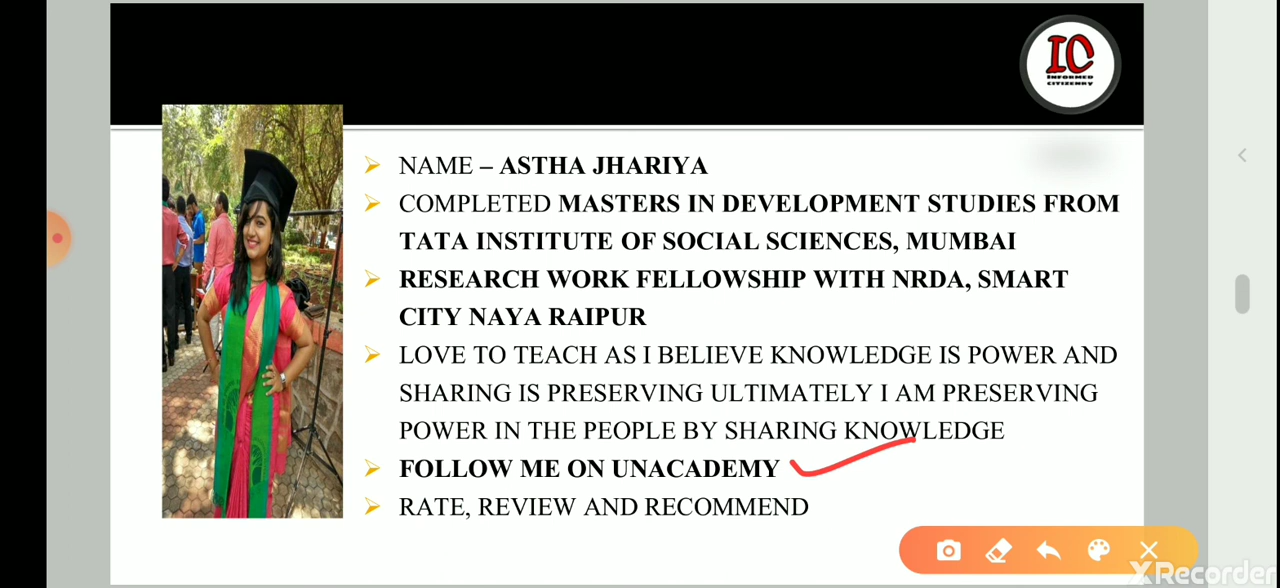 IC
INFORMED
CITIZENRY
NAME – ASTHA JHARIYA
COMPLETED MASTERS IN DEVELOPMENT STUDIES FROM
TATA INSTITUTE OF SOCIAL SCIENCES, MUMBAI
RESEARCH WORK FELLOWSHIP WITH NRDA, SMART
CITY NAYA RAIPUR
LOVE TO TEACH AS I BELIEVE KNOWLEDGE IS POWER AND
SHARING IS PRESERVING ULTIMATELY I AM PRESERVING
POWER IN THE PEOPLE BY SHARING KNOWLEDGE
FOLLOW ME ON UNACADEMY
RATE, REVIEW AND RECOMMEND
XRecorder